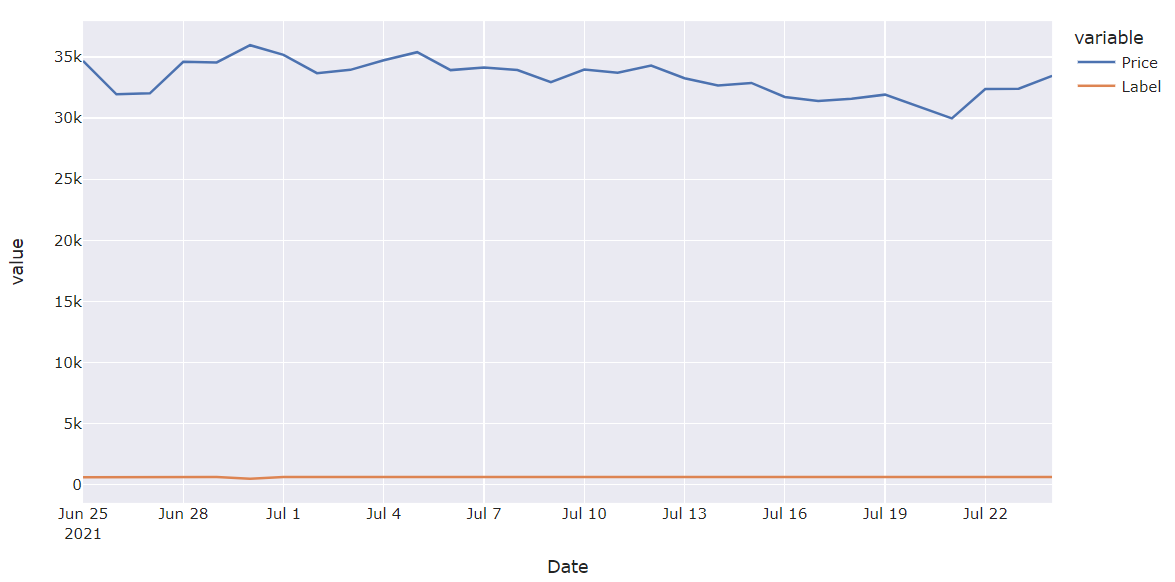 variable
Price
Label
35k
30k
25k
20k
15k
10k
5k
0
value
Jun 25
2021
Jun 28
Jul 1
Jul 4
Jul 7
Jul 10
Jul 13
Jul 16
Jul 19
Jul 22
Date